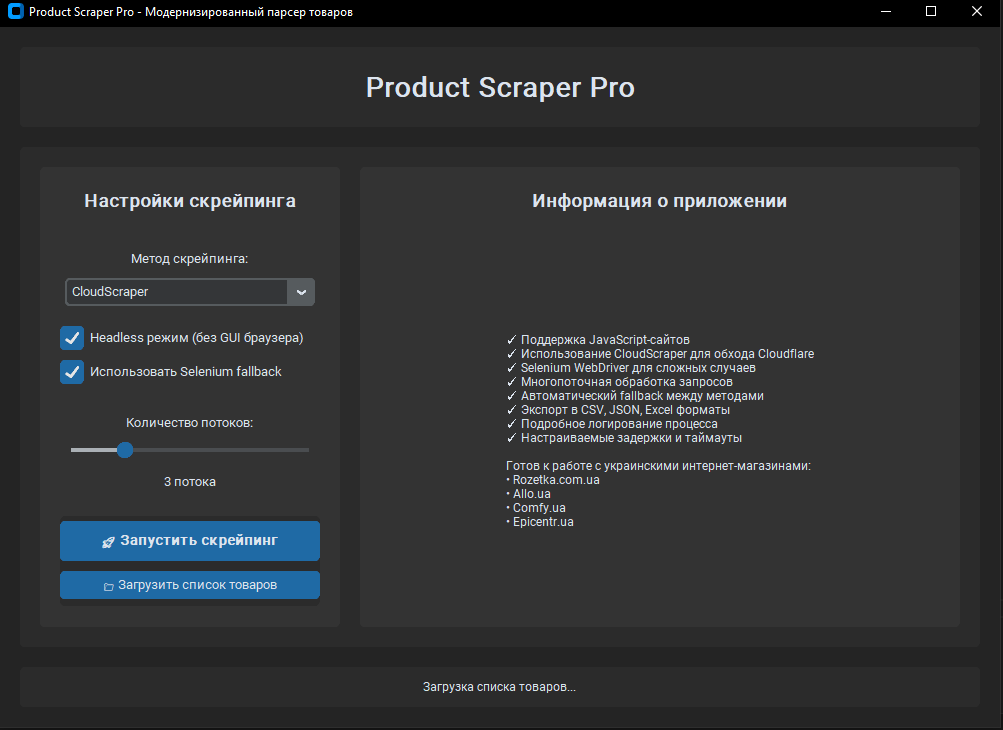 Product Scraper Pro - Модернизированный парсер товаров
Product Scraper Pro
Настройки скрейпинга
Метод скрейпинга:
CloudScraper
Headless режим (без GUI браузера)
Использовать Selenium fallback
Количество потоков:
3 потока
Запустить скрейпинг
Загрузить список товаров
Информация о приложении
✓ Поддержка JavaScript-сайтов
✓ Использование CloudScraper для обхода Cloudflare
✓ Selenium WebDriver для сложных случаев
✓ Многопоточная обработка запросов
✓ Автоматический fallback между методами
✓ Экспорт в CSV, JSON, Excel форматы
✓ Подробное логирование процесса
✓ Настраиваемые задержки и таймауты
Готов к работе с украинскими интернет-магазинами:
• Rozetka.com.ua
• Allo.ua
• Comfy.ua
• Epicentr.ua
Загрузка списка товаров...